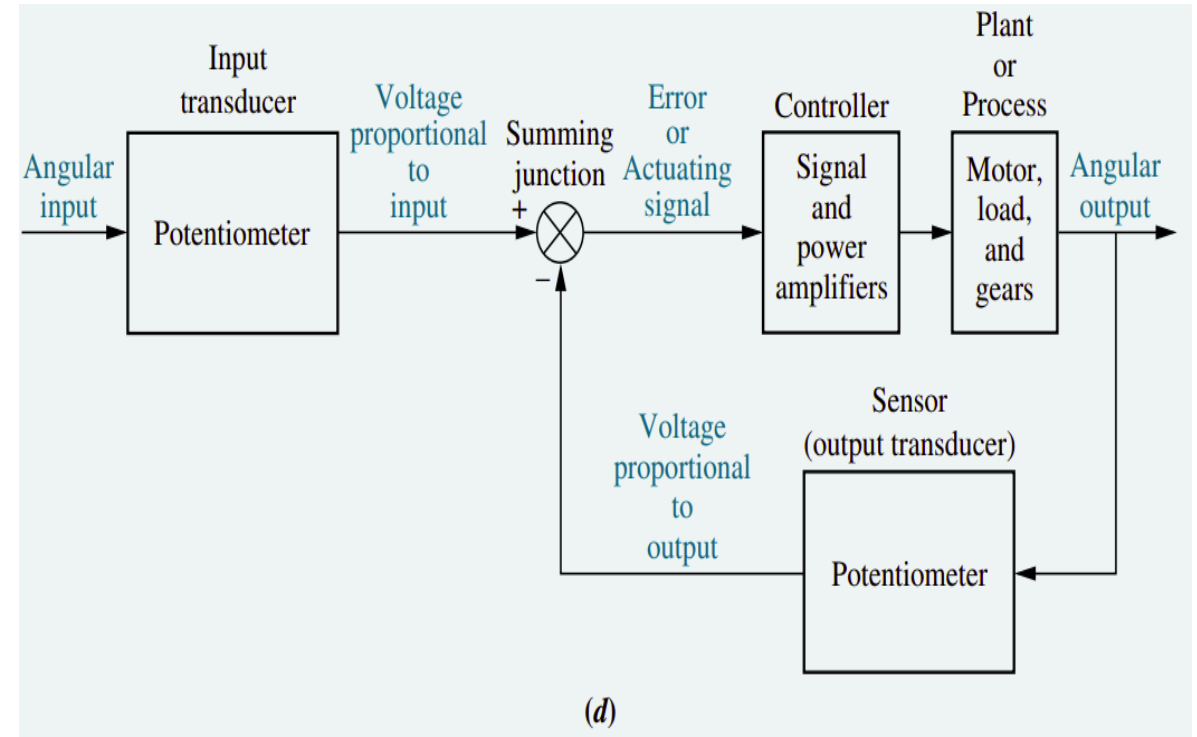 Input
transducer
Angular
input
Potentiometer
Voltage
proportional
to
input
Summing
junction
+
−
Error
or
Actuating
signal
Controller
Signal
and
power
amplifiers
Plant
or
Process
Motor,
load,
and
gears
Angular
output
Sensor
(output transducer)
Potentiometer
Voltage
proportional
to
output
(d)